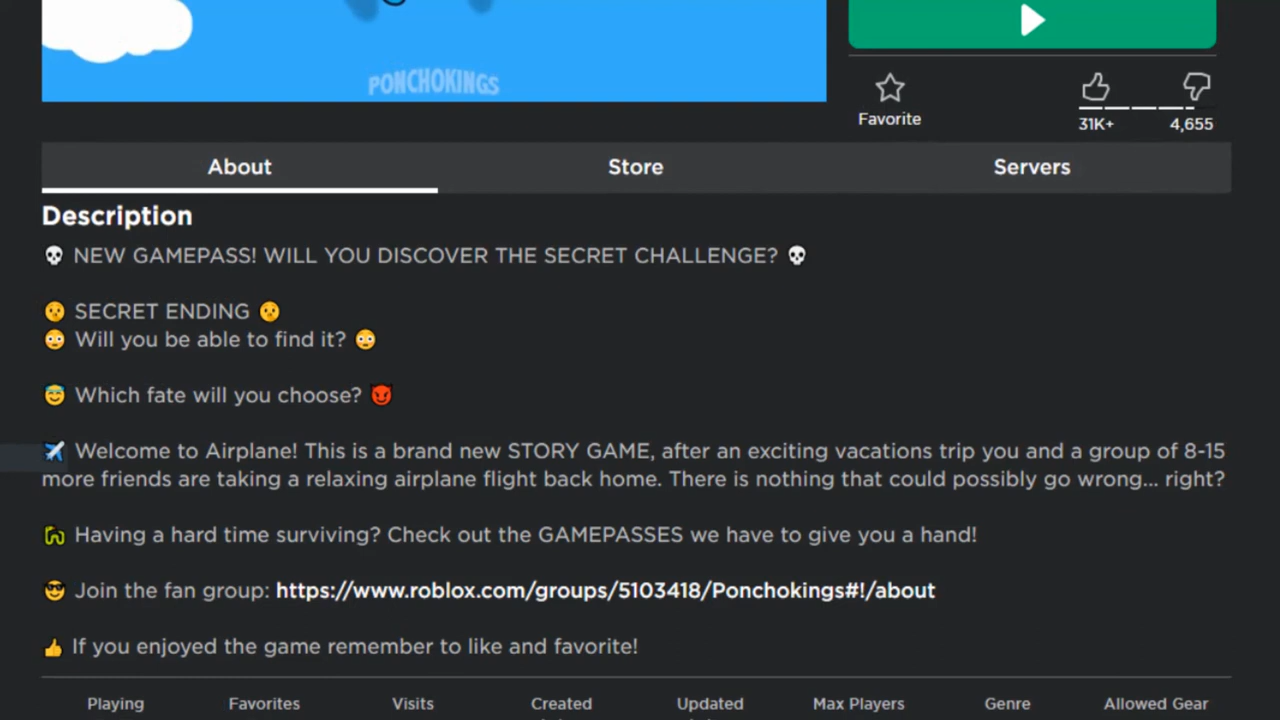 PONCHOKINGS
Favorite
31K+
4,655
About
Store
Servers
Description
💀 NEW GAMEPASS! WILL YOU DISCOVER THE SECRET CHALLENGE? 💀
🤫 SECRET ENDING 🤫
😳 Will you be able to find it? 😳
😇 Which fate will you choose? 😈
✈️ Welcome to Airplane! This is a brand new STORY GAME, after an exciting vacations trip you and a group of 8-15
more friends are taking a relaxing airplane flight back home. There is nothing that could possibly go wrong... right?
Having a hard time surviving? Check out the GAMEPASSES we have to give you a hand!
😎 Join the fan group: https://www.roblox.com/groups/5103418/Ponchokings#!/about
👍 If you enjoyed the game remember to like and favorite!
Playing
Favorites
Visits
Created
Updated
Max Players
Genre
Allowed Gear